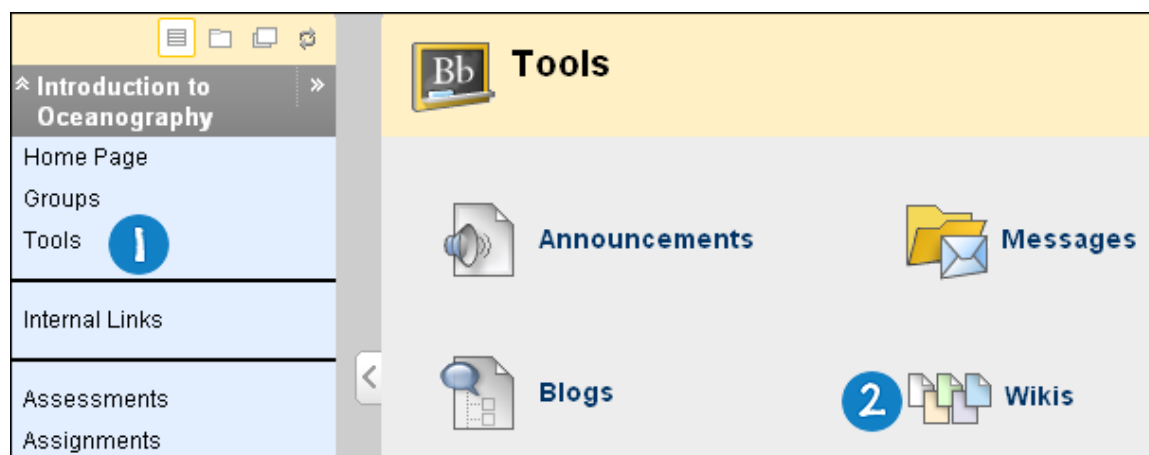 Introduction to
Oceanography
Home Page
Groups
Tools 1
Internal Links
Assessments
Assignments
Bb Tools
Announcements
Messages
Blogs
2 Wikis